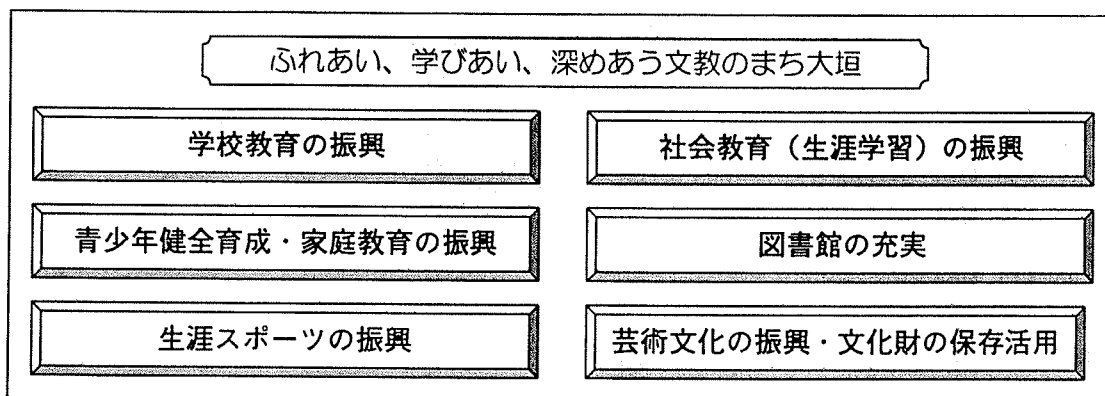 ふれあい、学びあい、深めあう文教のまち大垣
学校教育の振興
社会教育（生涯学習）の振興
青少年健全育成・家庭教育の振興
図書館の充実
生涯スポーツの振興
芸術文化の振興・文化財の保存活用